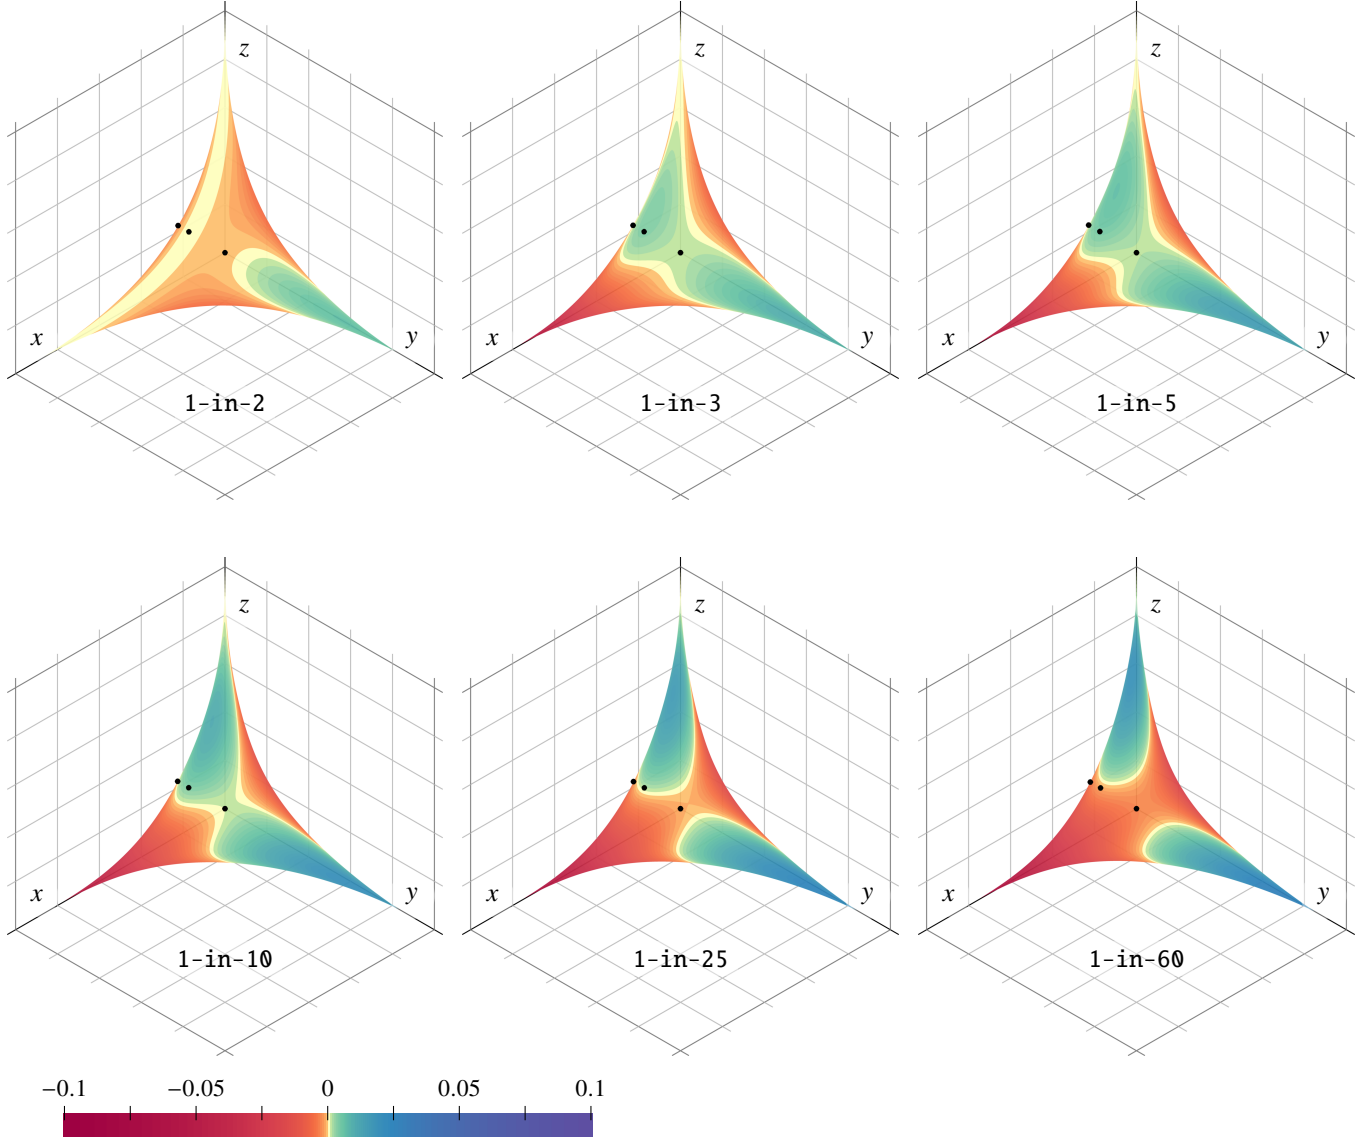 z z z
x y x y x y
1-in-2 1-in-3 1-in-5
z z z
x y x y x y
1-in-10 1-in-25 1-in-60
−0.1 −0.05 0 0.05 0.1